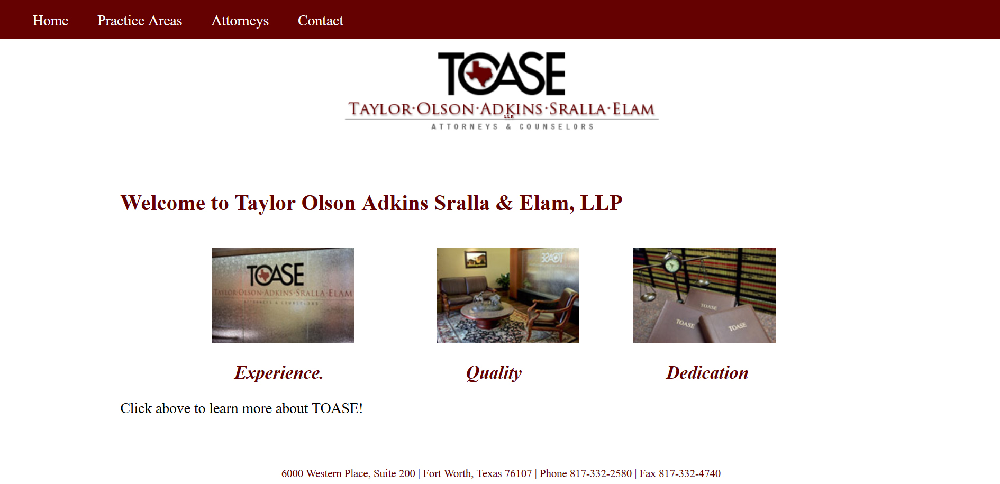 Home Practice Areas Attorneys Contact
TOASE
TAYLOR·OLSON·ADKINS·SRALLA·ELAM
LLP.
ATTORNEYS & COUNSELORS
Welcome to Taylor Olson Adkins Sralla & Elam, LLP
TOASE
TAYLOR·OLSON·ADKINS·SRALLA·ELAM
ATTORNEYS & COUNSELORS
TOASE
TOASE
TOASE
TOASE
Experience.
Quality
Dedication
Click above to learn more about TOASE!
6000 Western Place, Suite 200 | Fort Worth, Texas 76107 | Phone 817-332-2580 | Fax 817-332-4740